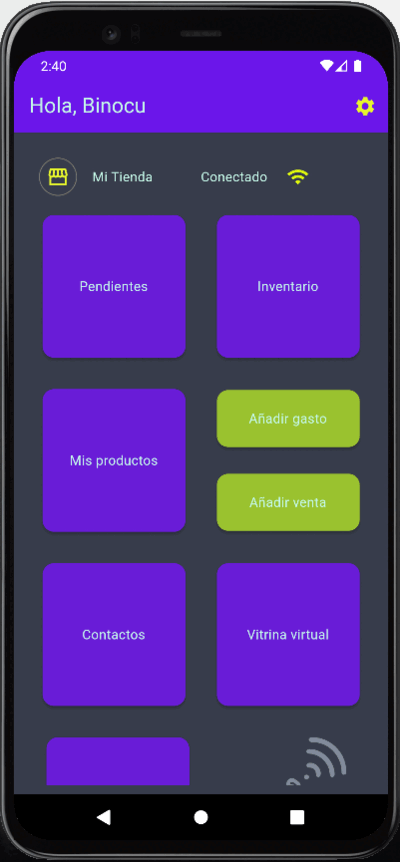 2:40
Hola, Binocu
Mi Tienda
Conectado
Pendientes
Inventario
Mis productos
Añadir gasto
Añadir venta
Contactos
Vitrina virtual